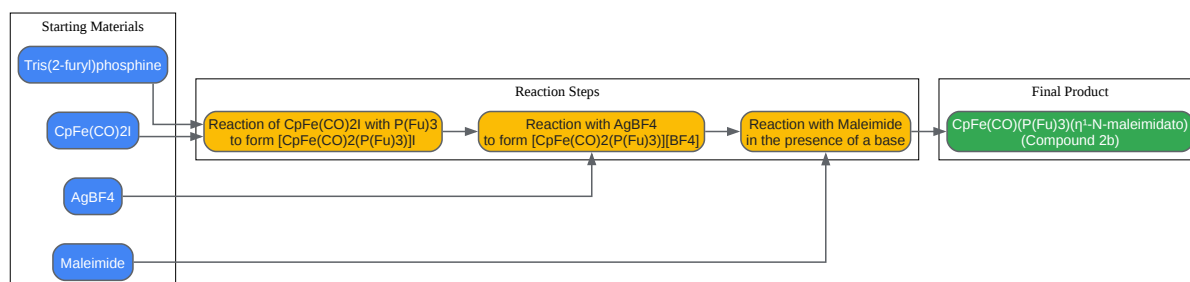 Starting Materials
Tris(2-furyl)phosphine
CpFe(CO)2I
AgBF4
Maleimide
Reaction Steps
Reaction of CpFe(CO)2I with P(Fu)3
to form [CpFe(CO)2(P(Fu)3)]I
Reaction with AgBF4
to form [CpFe(CO)2(P(Fu)3)][BF4]
Reaction with Maleimide
in the presence of a base
Final Product
CpFe(CO)(P(Fu)3)(η¹-N-maleimidato)
(Compound 2b)